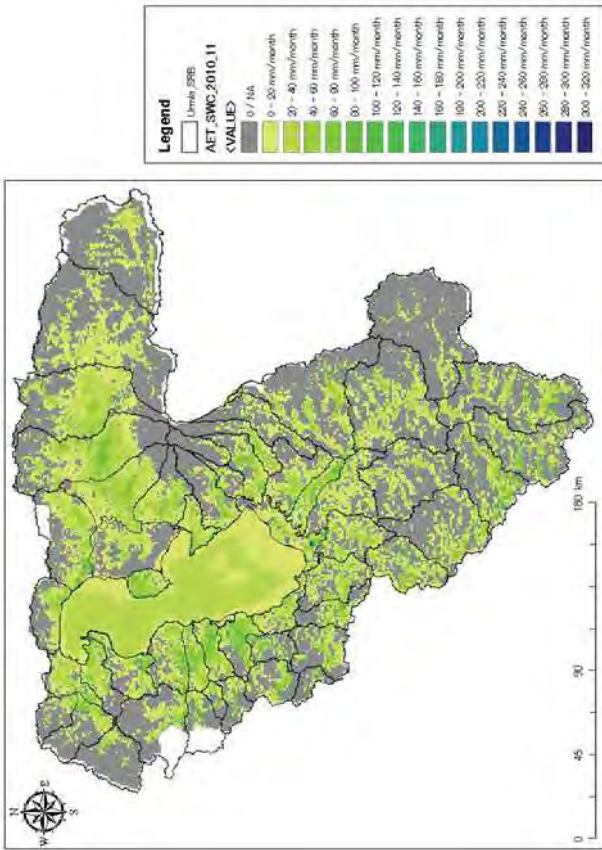 N
W
E
S
Legend
Urmia_SRB
AET_SWC_2010_11
<VALUE>
0 / NA
0 - 20 mm/month
20 - 40 mm/month
40 - 60 mm/month
60 - 80 mm/month
80 - 100 mm/month
100 - 120 mm/month
120 - 140 mm/month
140 - 160 mm/month
160 - 180 mm/month
180 - 200 mm/month
200 - 220 mm/month
220 - 240 mm/month
240 - 260 mm/month
260 - 280 mm/month
280 - 300 mm/month
300 - 320 mm/month
0 45 90 180 km